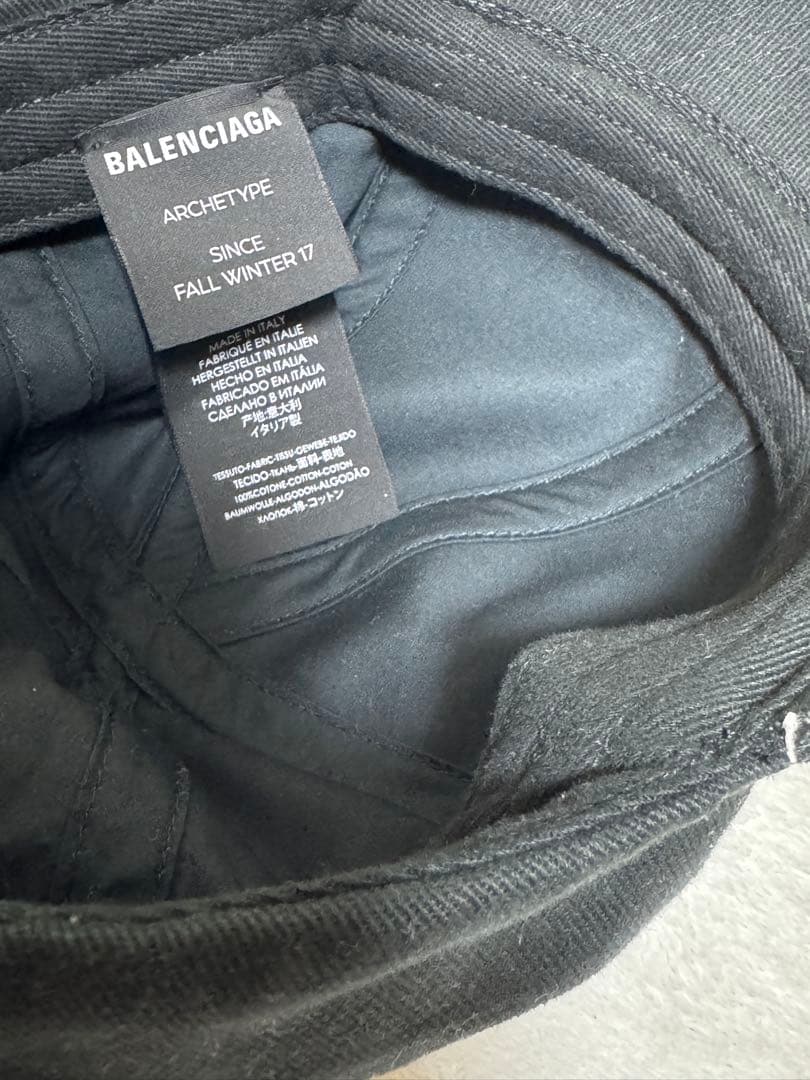 BALENCIAGA
ARCHETYPE
SINCE
FALL WINTER 17
MADE IN ITALY
FABRIQUE EN ITALIE
HERGESTELLT IN ITALIEN
HECHO EN ITALIA
FABRICADO EM ITÁLIA
СДЕЛАНО В ИТАЛИИ
产地:意大利
イタリア製
TESSUTO-FABRIC-TISSU-GEWEBE-TEJIDO
TECIDO-ТКАНЬ-面料-表地
100%COTONE-COTTON-COTON
BAUMWOLLE-ALGODON-ALGODÃO
ХЛОПОК-棉-コットン